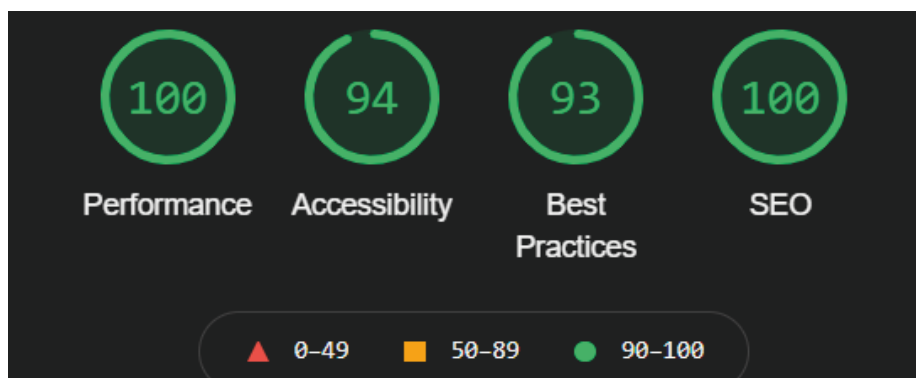 100 94 93 100
Performance Accessibility Best SEO
Practices
0–49 50–89 90–100